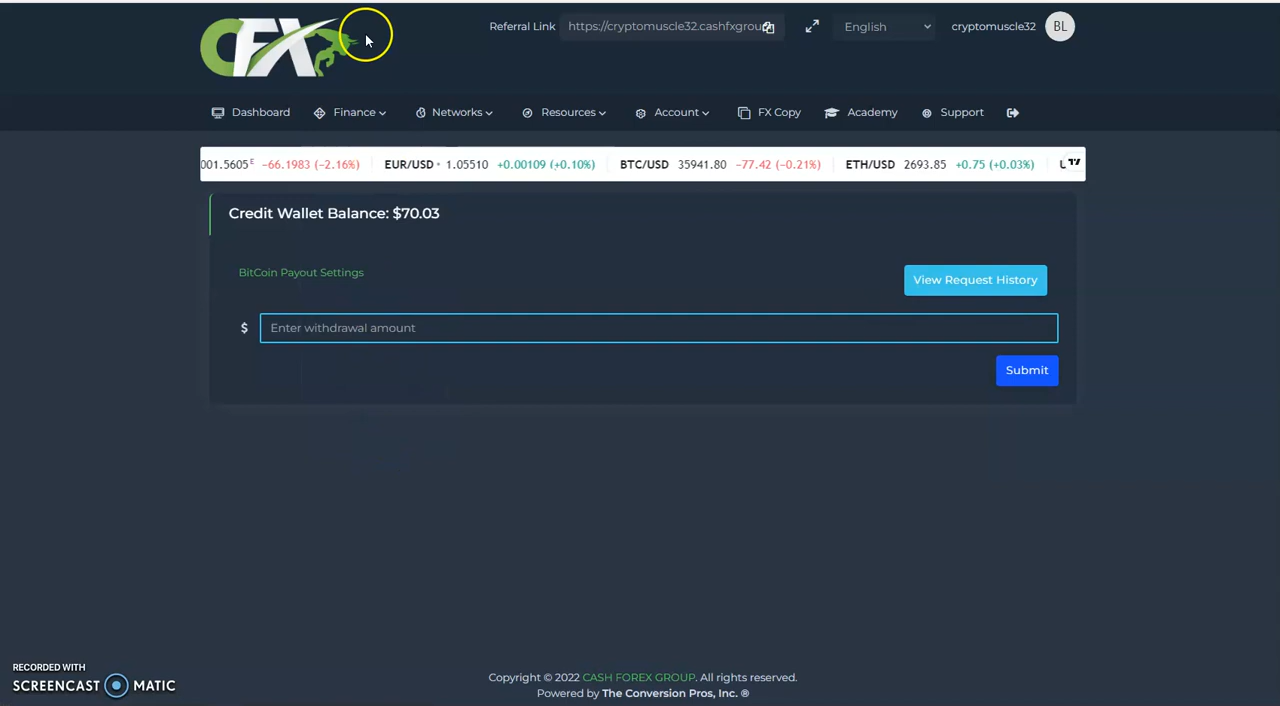 CFX
Referral Link https://cryptomuscle32.cashfxgrou English cryptomuscle32 BL
Dashboard Finance Networks Resources Account FX Copy Academy Support
001.5605 E −66.1983 (−2.16%) EUR/USD 1.05510 +0.00109 (+0.10%) BTC/USD 35941.80 −77.42 (−0.21%) ETH/USD 2693.85 +0.75 (+0.03%)
Credit Wallet Balance: $70.03
BitCoin Payout Settings
View Request History
$ Enter withdrawal amount
Submit
RECORDED WITH
SCREENCAST MATIC
Copyright © 2022 CASH FOREX GROUP. All rights reserved.
Powered by The Conversion Pros, Inc. ®